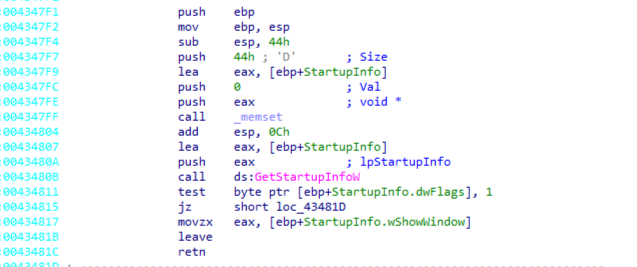 :004347F1 push ebp
:004347F2 mov ebp, esp
:004347F4 sub esp, 44h
:004347F7 push 44h ; 'D' ; Size
:004347F9 lea eax, [ebp+StartupInfo]
:004347FC push 0 ; Val
:004347FE push eax ; void *
:004347FF call _memset
:00434804 add esp, 0Ch
:00434807 lea eax, [ebp+StartupInfo]
:0043480A push eax ; lpStartupInfo
:0043480B call ds:GetStartupInfoW
:00434811 test byte ptr [ebp+StartupInfo.dwFlags], 1
:00434815 jz short loc_43481D
:00434817 movzx eax, [ebp+StartupInfo.wShowWindow]
:0043481B leave
:0043481C retn